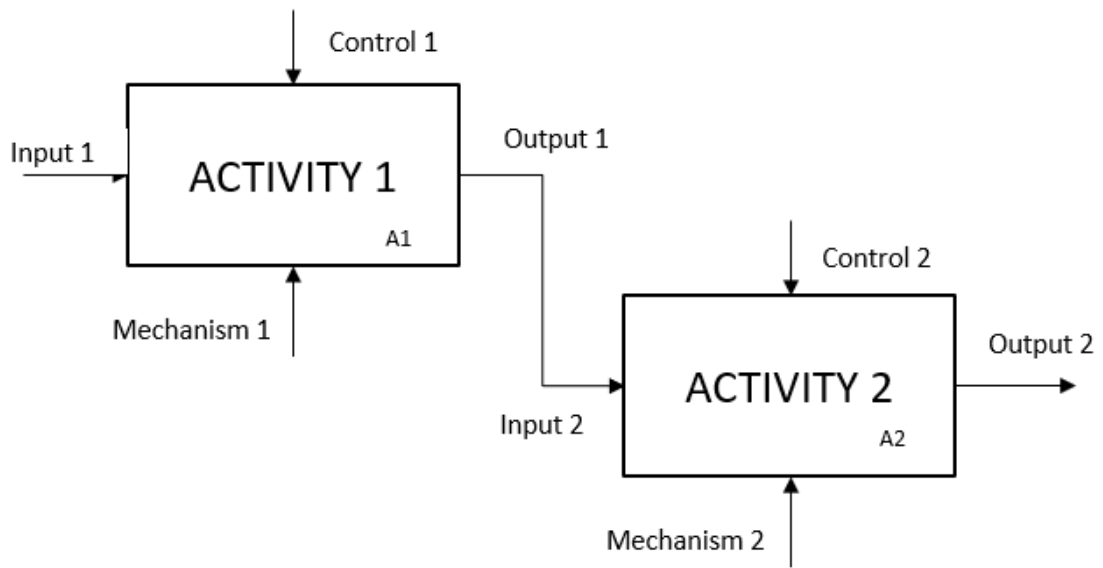 Control 1
Input 1
ACTIVITY 1
A1
Output 1
Mechanism 1
Control 2
Input 2
ACTIVITY 2
A2
Output 2
Mechanism 2